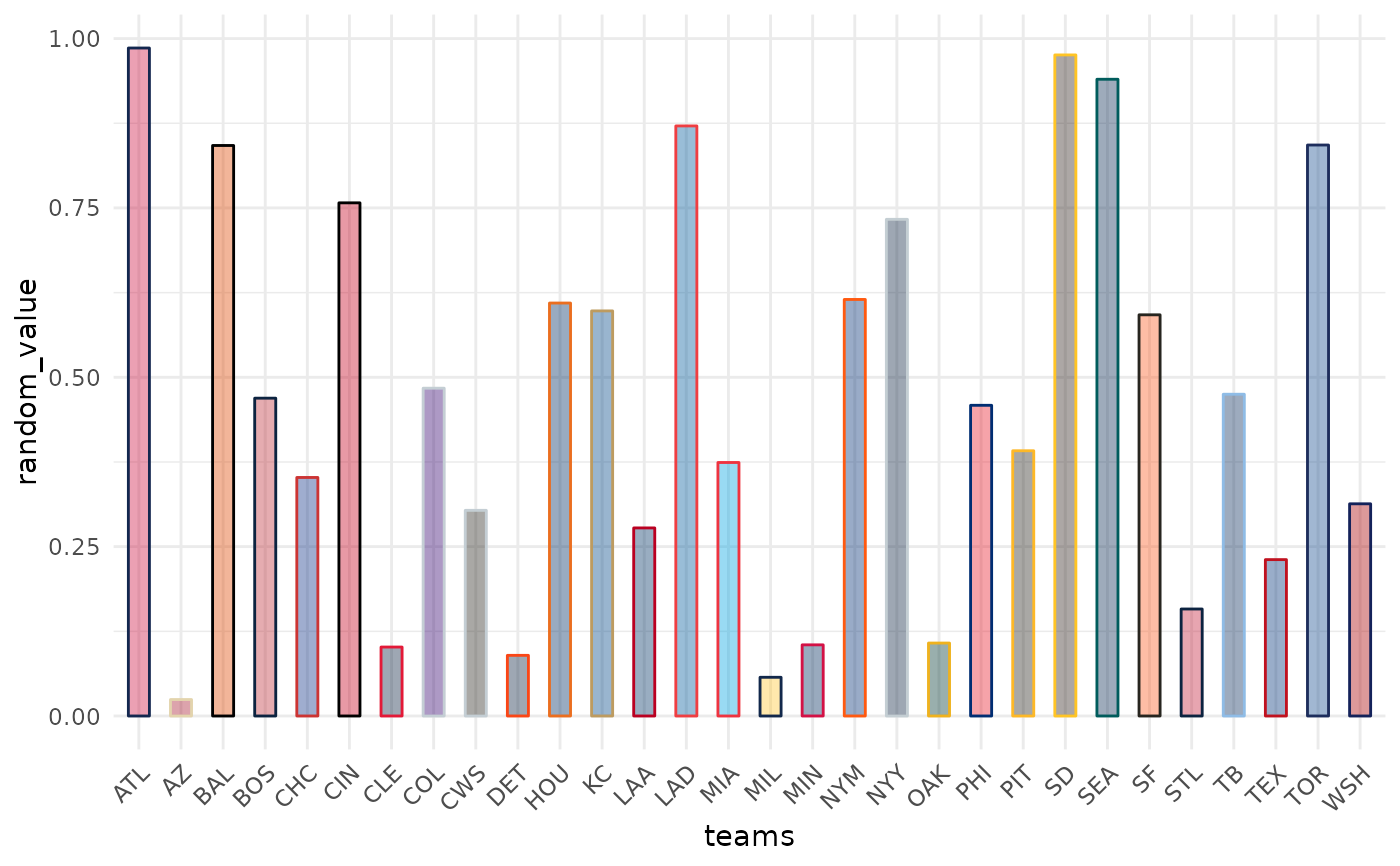 1.00
0.75
0.50
0.25
0.00
random_value
ATL
AZ
BAL
BOS
CHC
CIN
CLE
COL
CWS
DET
HOU
KC
LAA
LAD
MIA
MIL
MIN
NYM
NYY
OAK
PHI
PIT
SD
SEA
SF
STL
TB
TEX
TOR
WSH
teams